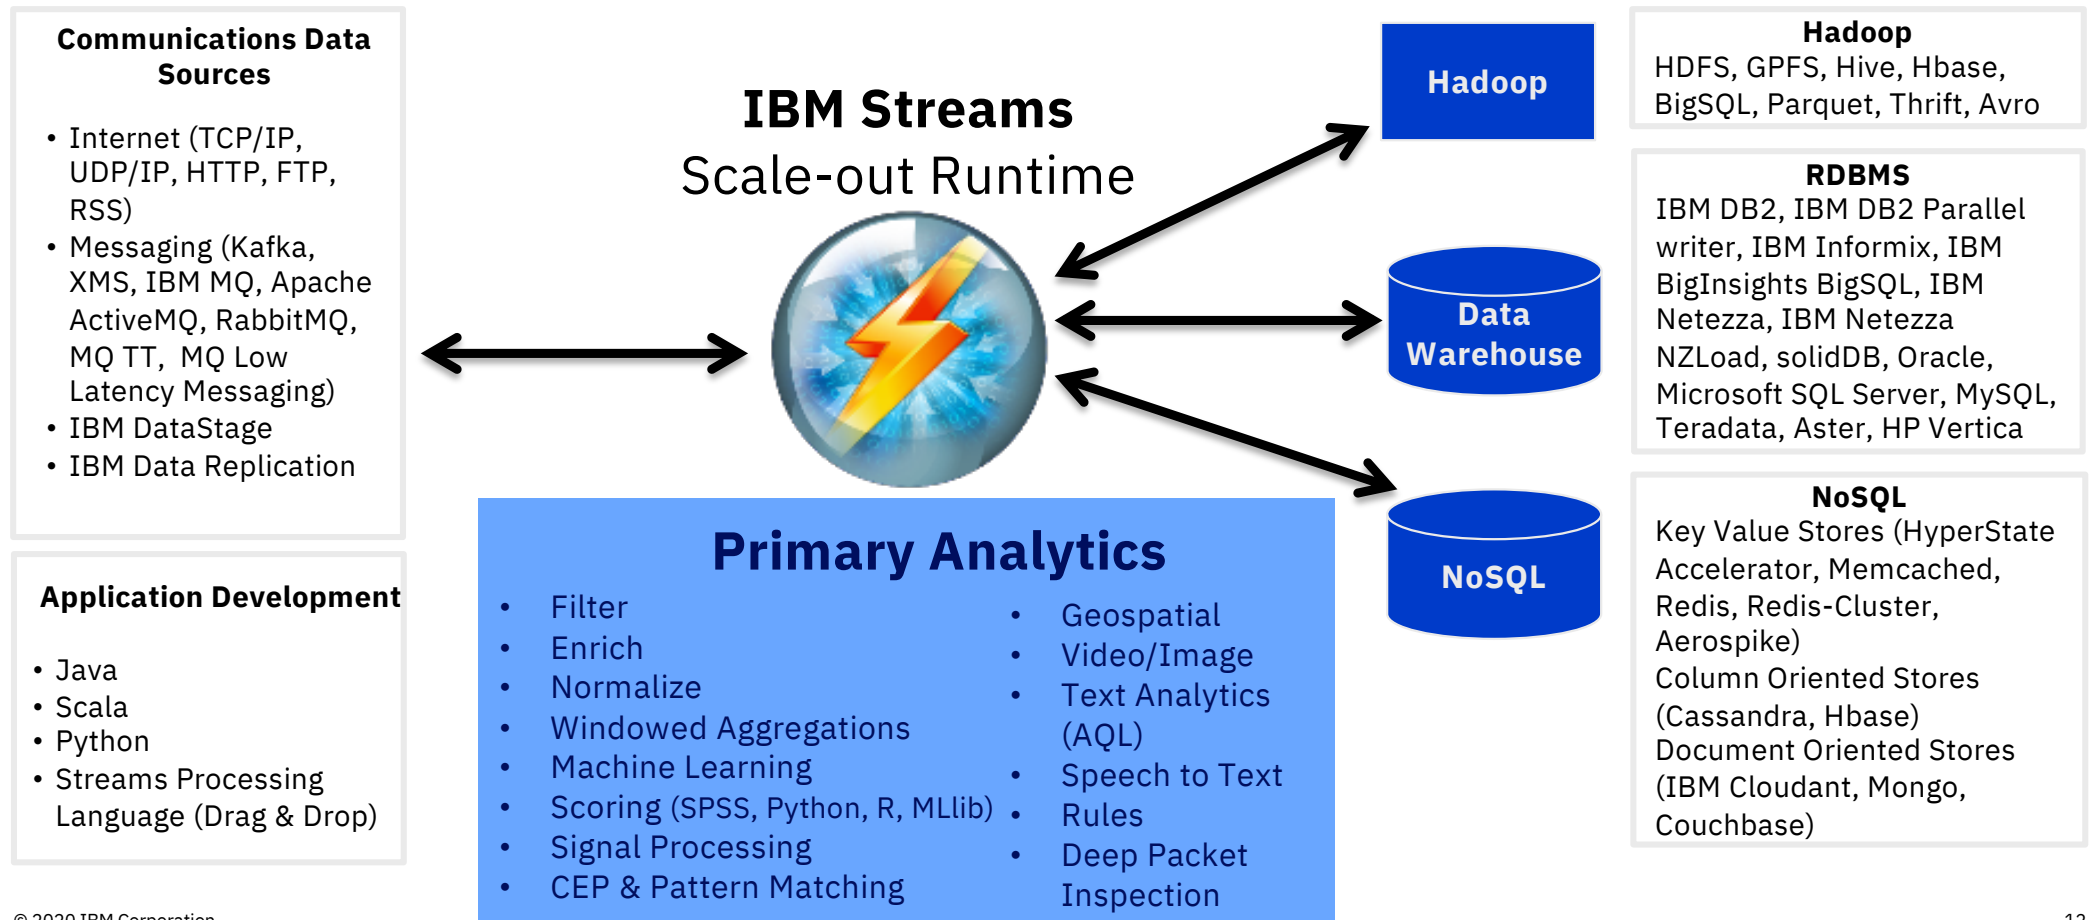 Communications Data
Sources
• Internet (TCP/IP,
UDP/IP, HTTP, FTP,
RSS)
• Messaging (Kafka,
XMS, IBM MQ, Apache
ActiveMQ, RabbitMQ,
MQ TT, MQ Low
Latency Messaging)
• IBM DataStage
• IBM Data Replication
Application Development
• Java
• Scala
• Python
• Streams Processing
Language (Drag & Drop)
IBM Streams
Scale-out Runtime
Primary Analytics
• Filter
• Enrich
• Normalize
• Windowed Aggregations
• Machine Learning
• Scoring (SPSS, Python, R, MLlib)
• Signal Processing
• CEP & Pattern Matching
• Geospatial
• Video/Image
• Text Analytics
(AQL)
• Speech to Text
• Rules
• Deep Packet
Inspection
Hadoop
Data
Warehouse
NoSQL
Hadoop
HDFS, GPFS, Hive, Hbase,
BigSQL, Parquet, Thrift, Avro
RDBMS
IBM DB2, IBM DB2 Parallel
writer, IBM Informix, IBM
BigInsights BigSQL, IBM
Netezza, IBM Netezza
NZLoad, solidDB, Oracle,
Microsoft SQL Server, MySQL,
Teradata, Aster, HP Vertica
NoSQL
Key Value Stores (HyperState
Accelerator, Memcached,
Redis, Redis-Cluster,
Aerospike)
Column Oriented Stores
(Cassandra, Hbase)
Document Oriented Stores
(IBM Cloudant, Mongo,
Couchbase)
© 2020 IBM Corporation